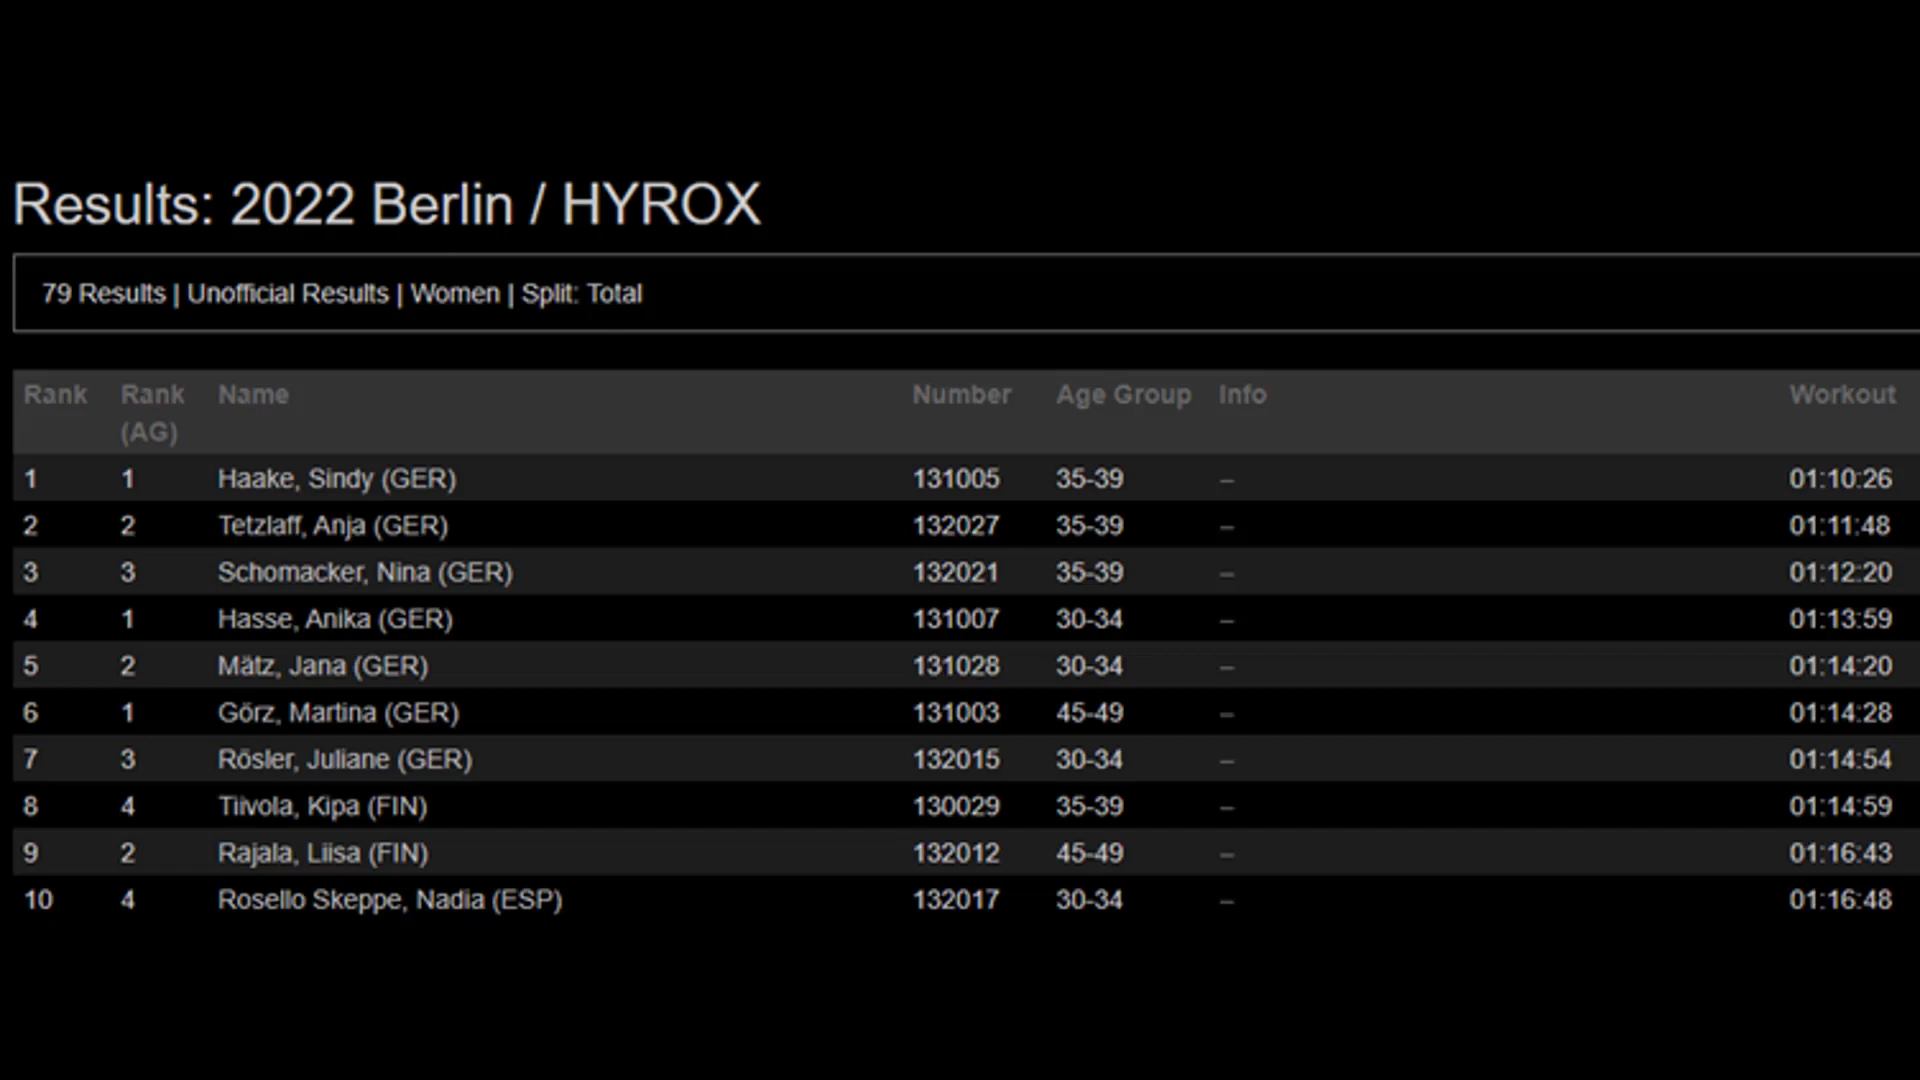 Results: 2022 Berlin / HYROX
79 Results | Unofficial Results | Women | Split: Total
Rank Rank (AG) Name Number Age Group Info Workout
1 1 Haake, Sindy (GER) 131005 35-39 – 01:10:26
2 2 Tetzlaff, Anja (GER) 132027 35-39 – 01:11:48
3 3 Schomacker, Nina (GER) 132021 35-39 – 01:12:20
4 1 Hasse, Anika (GER) 131007 30-34 – 01:13:59
5 2 Mätz, Jana (GER) 131028 30-34 – 01:14:20
6 1 Görz, Martina (GER) 131003 45-49 – 01:14:28
7 3 Rösler, Juliane (GER) 132015 30-34 – 01:14:54
8 4 Tiivola, Kipa (FIN) 130029 35-39 – 01:14:59
9 2 Rajala, Liisa (FIN) 132012 45-49 – 01:16:43
10 4 Rosello Skeppe, Nadia (ESP) 132017 30-34 – 01:16:48